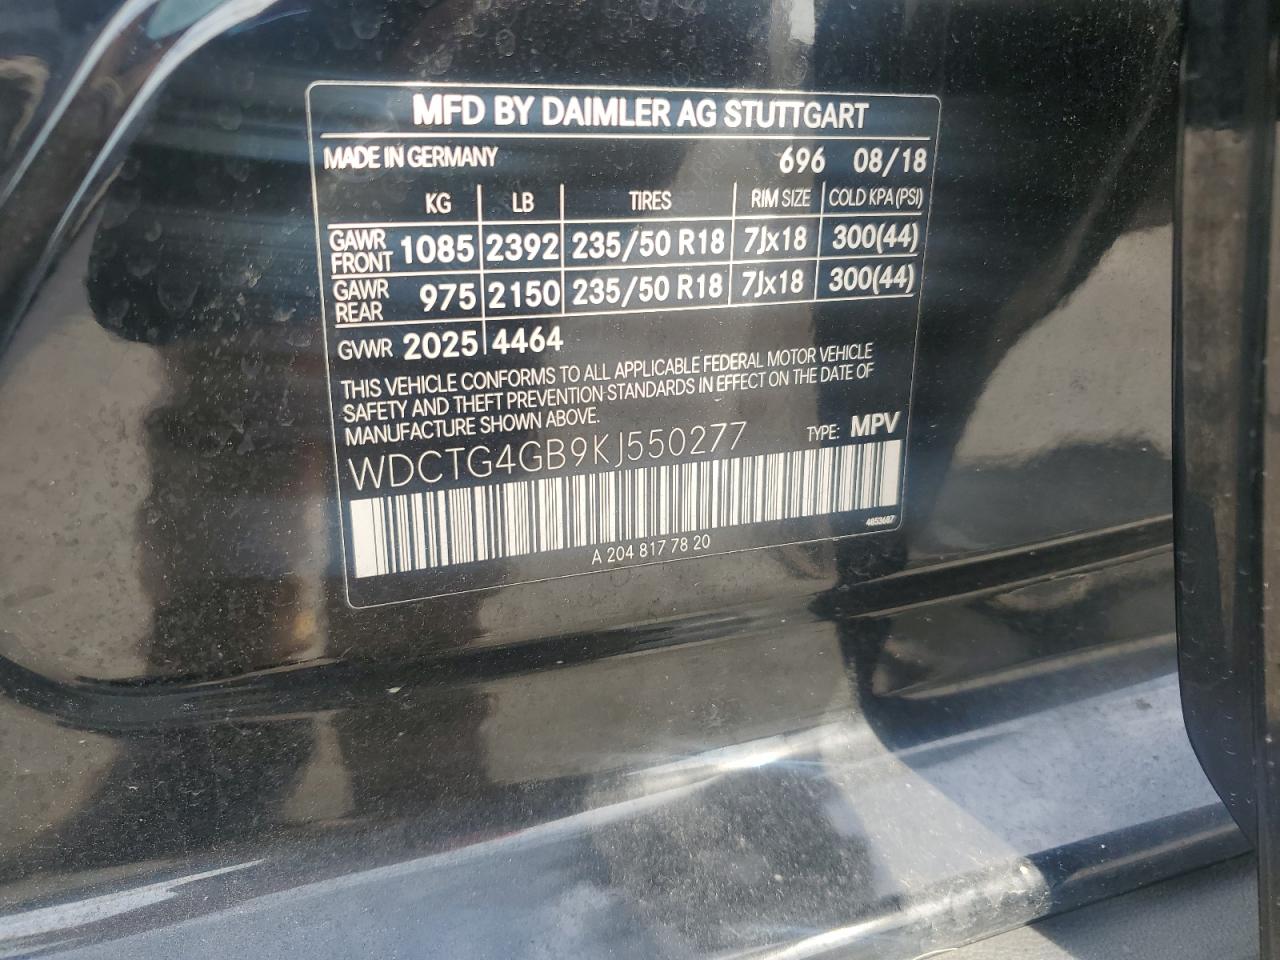 MFD BY DAIMLER AG STUTTGART
MADE IN GERMANY 696 08/18
KG LB TIRES RIM SIZE COLD KPA (PSI)
GAWR FRONT 1085 2392 235/50 R18 7Jx18 300(44)
GAWR REAR 975 2150 235/50 R18 7Jx18 300(44)
GVWR 2025 4464
THIS VEHICLE CONFORMS TO ALL APPLICABLE FEDERAL MOTOR VEHICLE
SAFETY AND THEFT PREVENTION STANDARDS IN EFFECT ON THE DATE OF
MANUFACTURE SHOWN ABOVE.
WDCTG4GB9KJ550277 TYPE: MPV
4853687
A 204 817 78 20